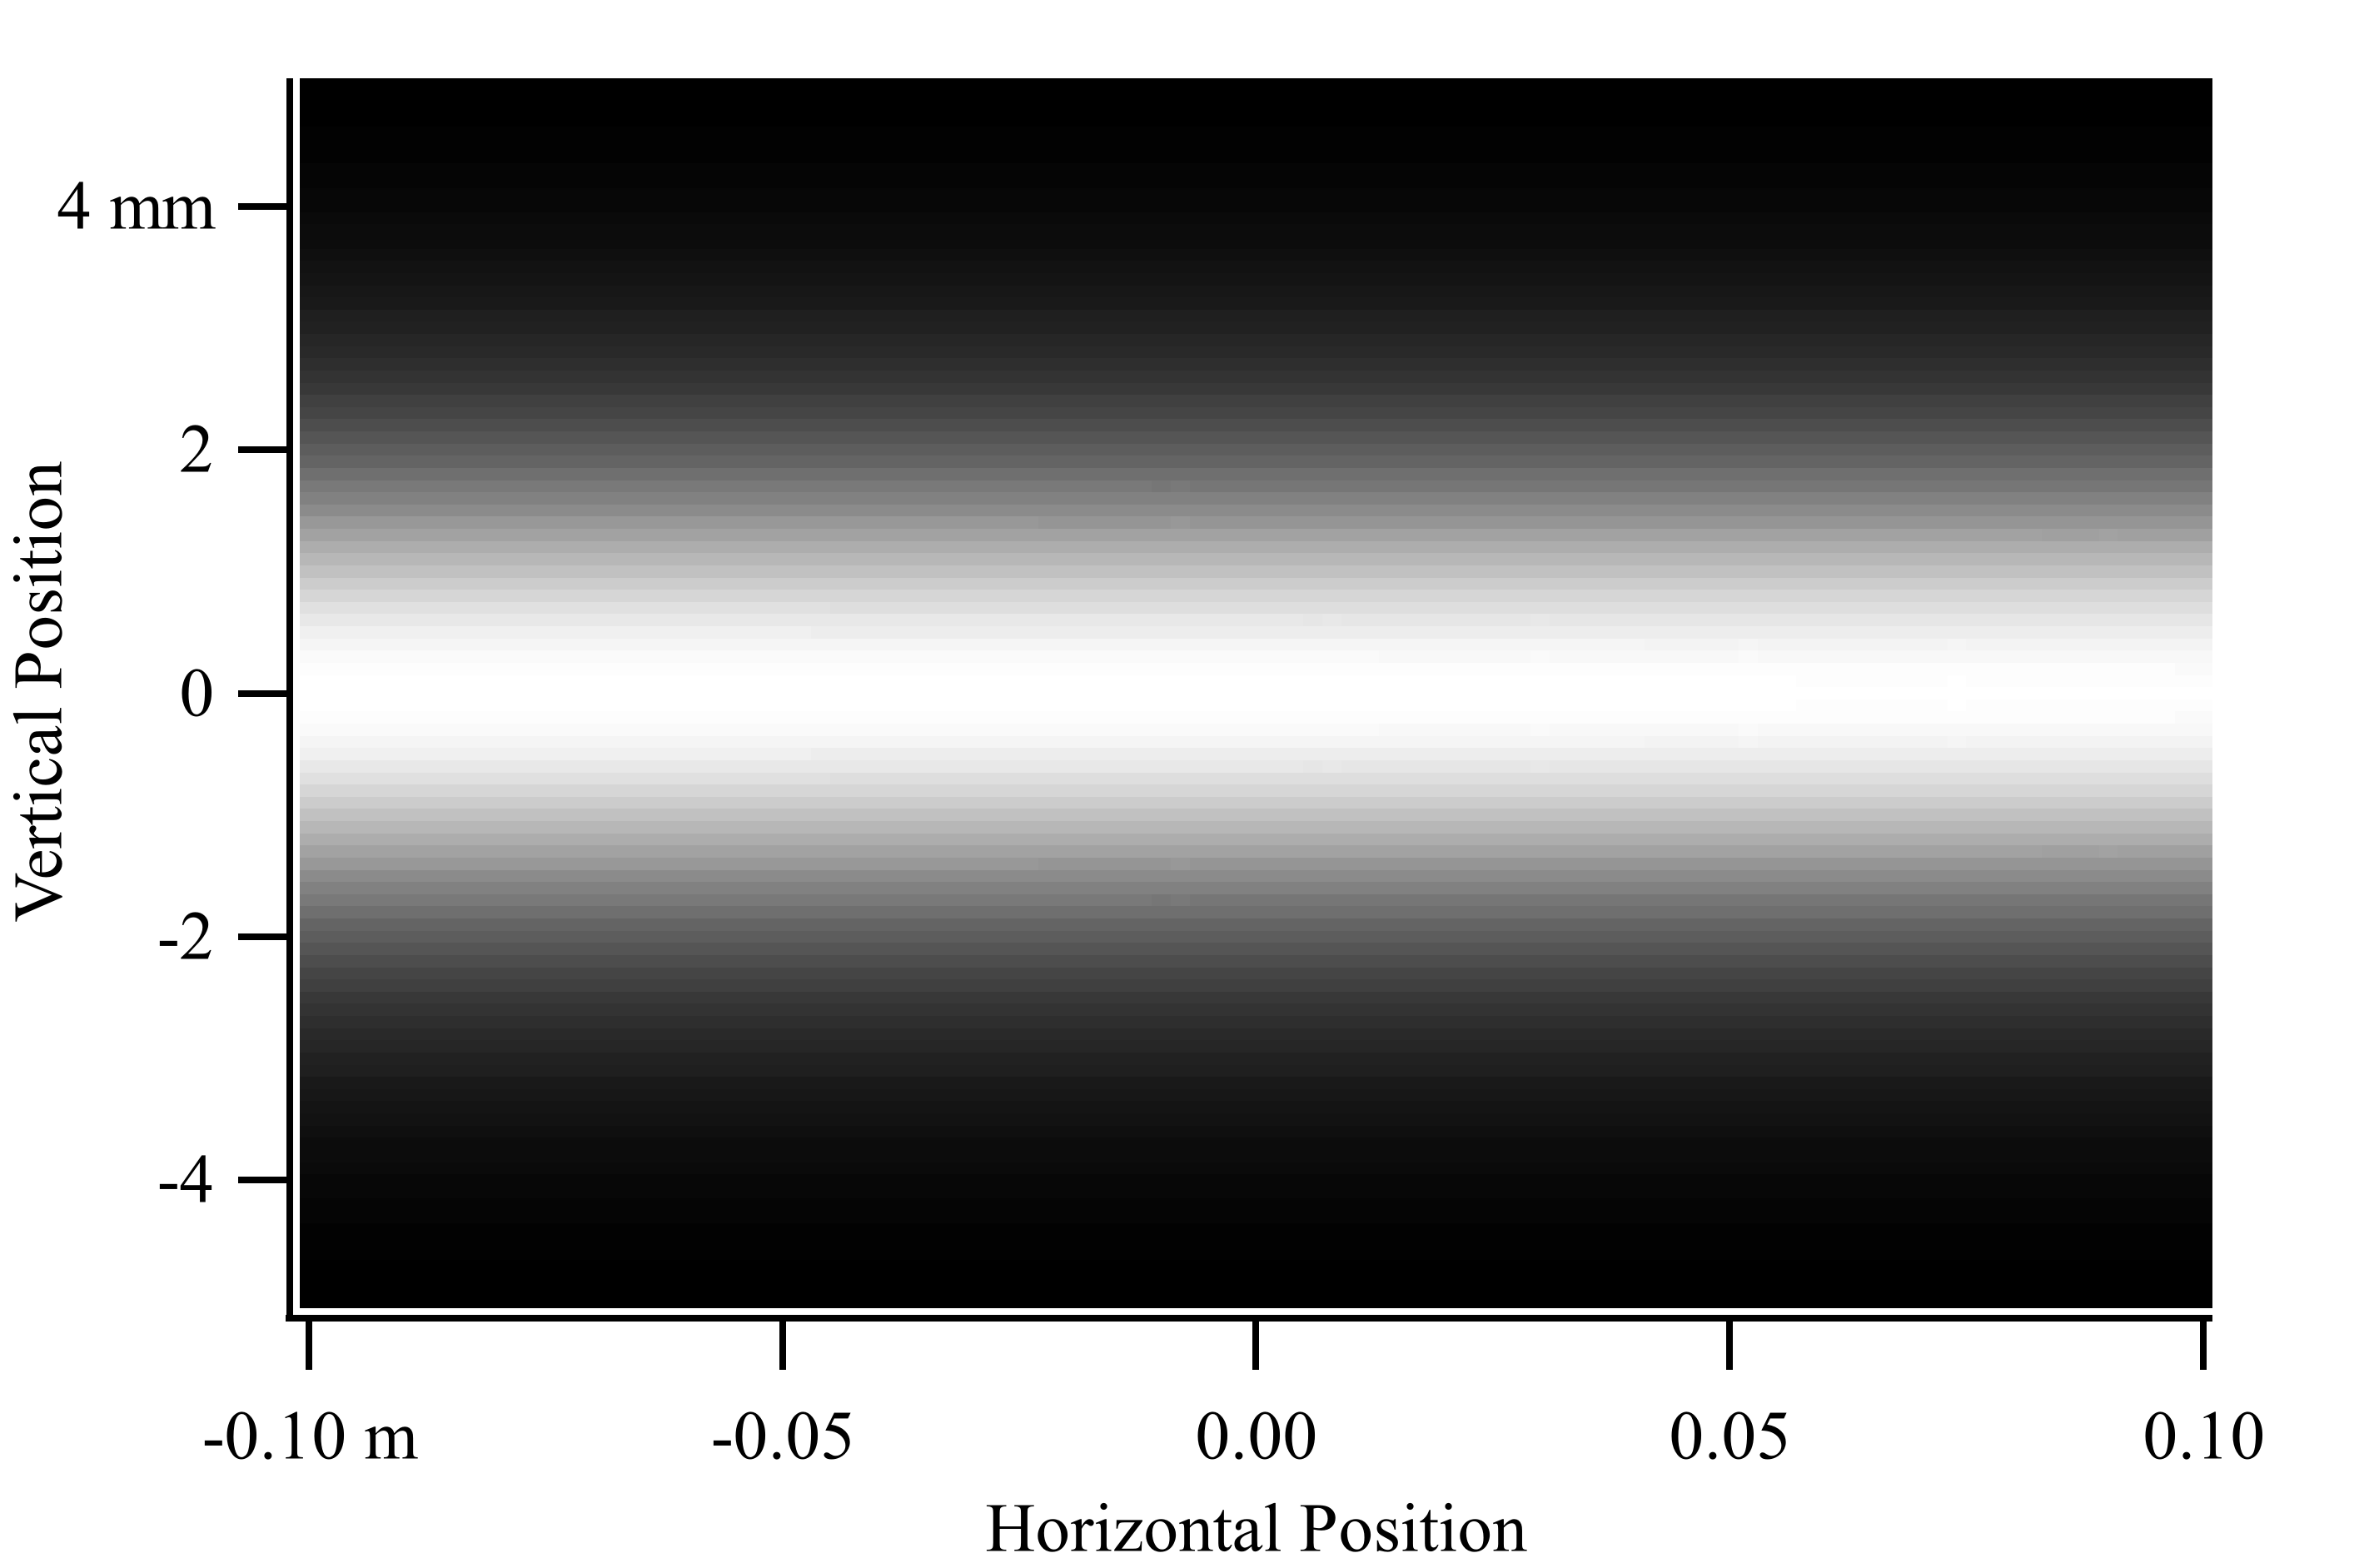 Vertical Position
4 mm
2
0
-2
-4
-0.10 m -0.05 0.00 0.05 0.10
Horizontal Position